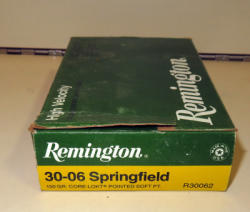 Remington®
High Velocity
Remington®
30-06 Springfield
150 GR. CORE-LOKT® POINTED SOFT PT.
R30062